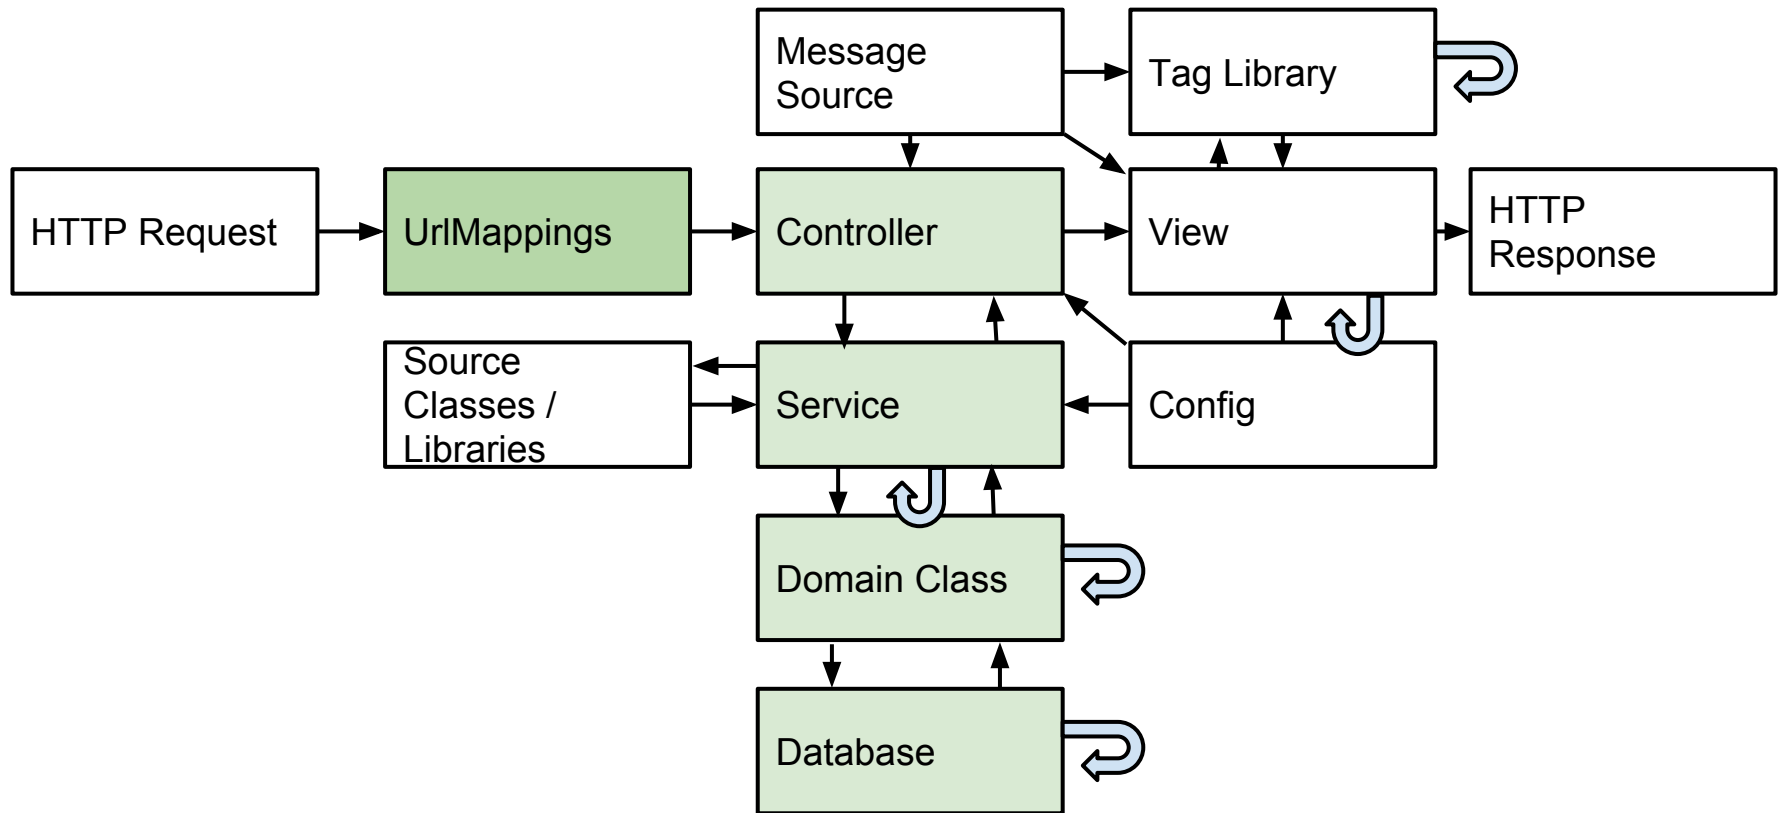 Message
Source
Tag Library
HTTP Request
UrlMappings
Controller
View
HTTP
Response
Source
Classes /
Libraries
Service
Config
Domain Class
Database